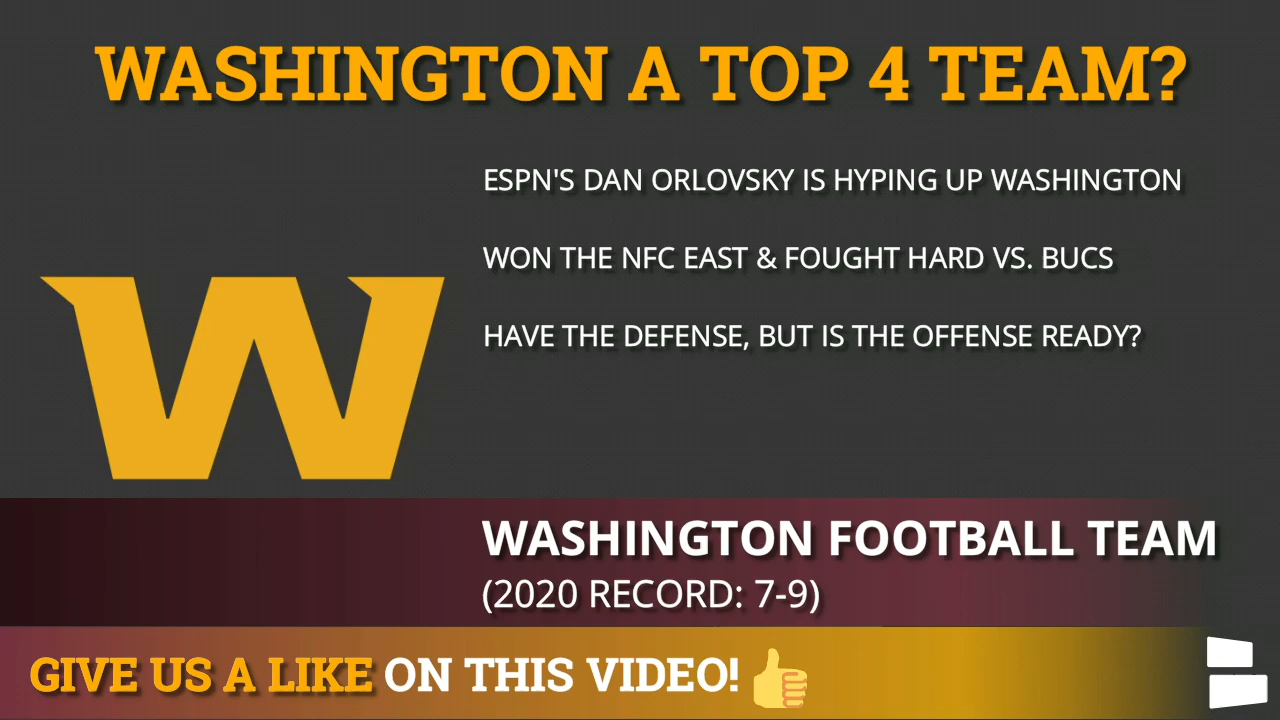 WASHINGTON A TOP 4 TEAM?
ESPN'S DAN ORLOVSKY IS HYPING UP WASHINGTON
WON THE NFC EAST & FOUGHT HARD VS. BUCS
HAVE THE DEFENSE, BUT IS THE OFFENSE READY?
W
WASHINGTON FOOTBALL TEAM
(2020 RECORD: 7-9)
GIVE US A LIKE ON THIS VIDEO!